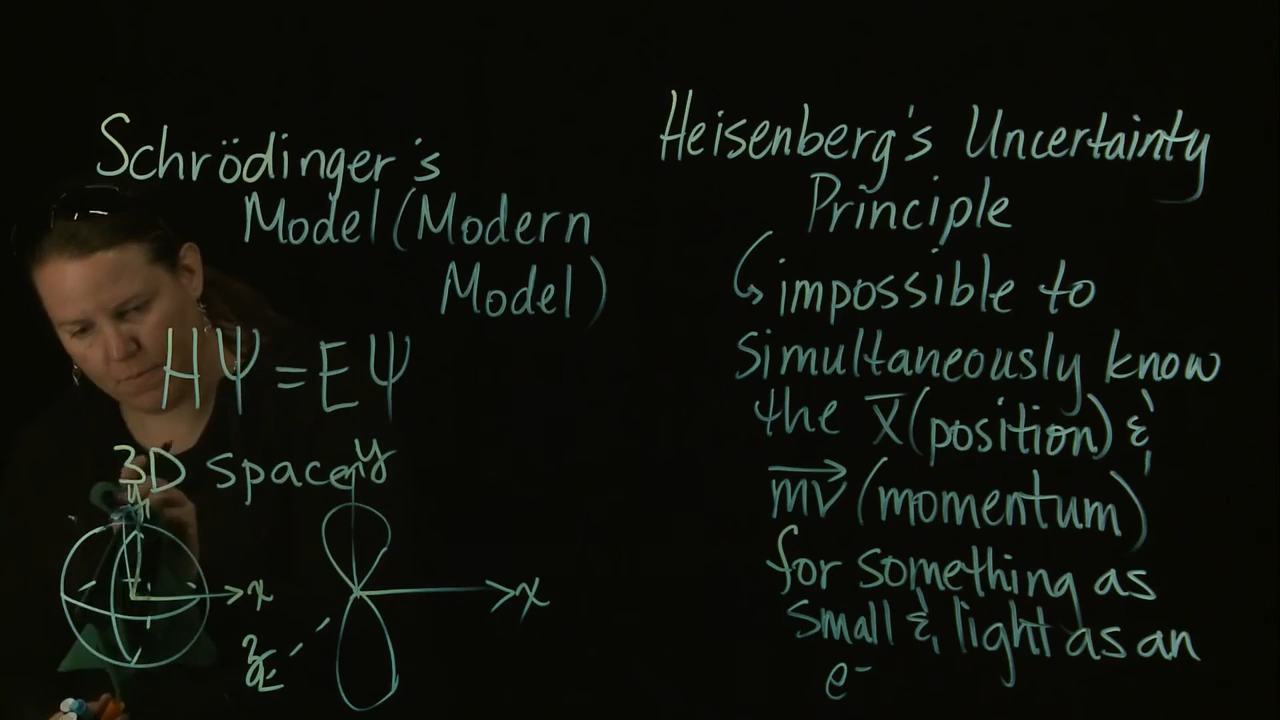 Schrödinger's
Model (Modern
Model)
HΨ = EΨ
3D space
y
x
y
x
z
Heisenberg's Uncertainty
Principle
↳ impossible to
simultaneously know
the x̄ (position) &
mv (momentum)
for something as
small & light as an
e⁻